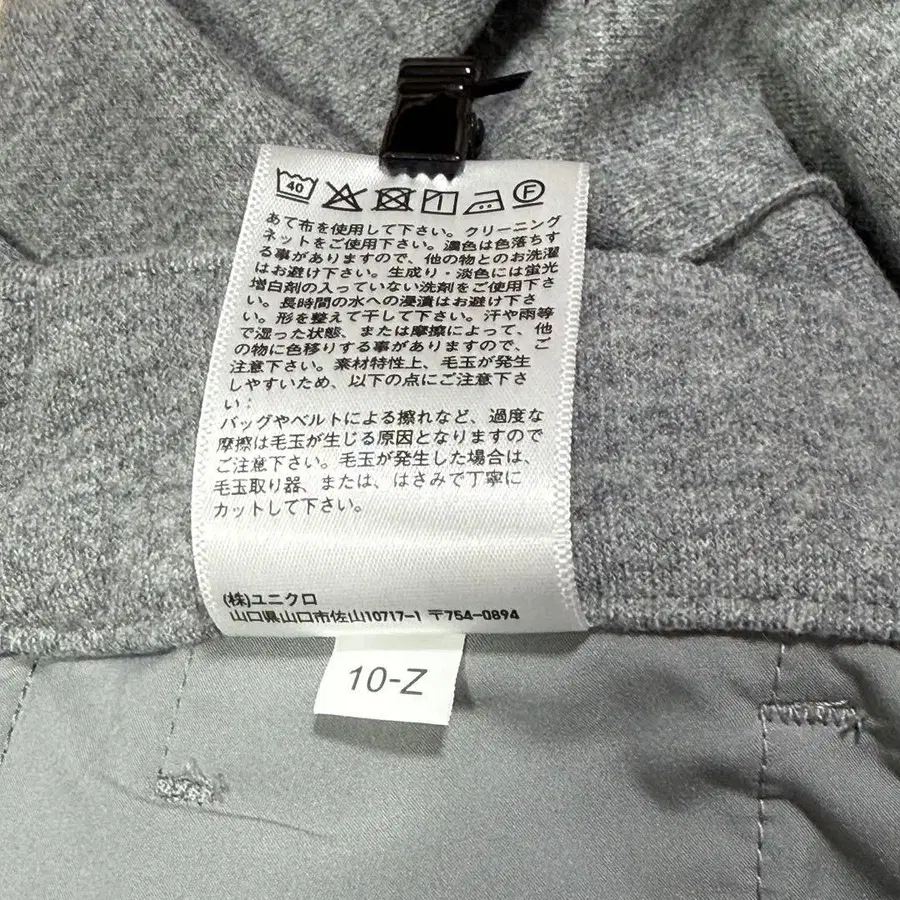 40 F
あて布を使用して下さい。クリーニング
ネットをご使用下さい。濃色は色落ちす
る事がありますので、他の物とのお洗濯
はお避け下さい。生成り・淡色には蛍光
増白剤の入っていない洗剤をご使用下さ
い。長時間の水への浸漬はお避け下さ
い。形を整えて干して下さい。汗や雨等
で湿った状態、または摩擦によって、他
の物に色移りする事がありますので、ご
注意下さい。素材特性上、毛玉が発生
しやすいため、以下の点にご注意下さ
い：
バッグやベルトによる擦れなど、過度な
摩擦は毛玉が生じる原因となりますので
ご注意下さい。毛玉が発生した場合は、
毛玉取り器、または、はさみで丁寧に
カットして下さい。
(株)ユニクロ
山口県山口市佐山10717-1 〒754-0894
10-Z